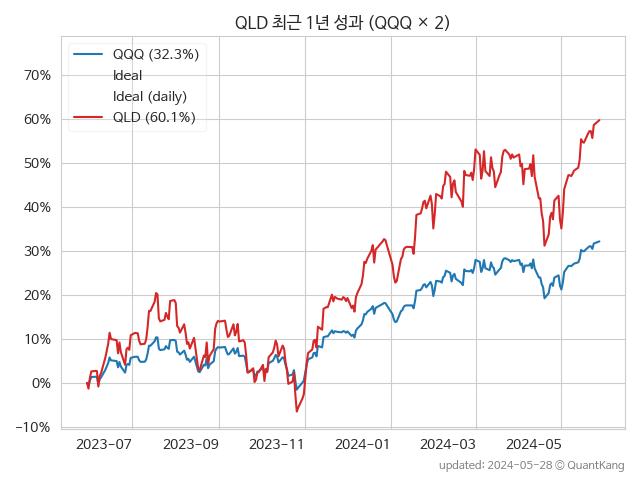 QLD 최근 1년 성과 (QQQ × 2)
QQQ (32.3%)
Ideal
Ideal (daily)
QLD (60.1%)
70%
60%
50%
40%
30%
20%
10%
0%
−10%
2023−07
2023−09
2023−11
2024−01
2024−03
2024−05
updated: 2024−05−28 ⓒ QuantKang